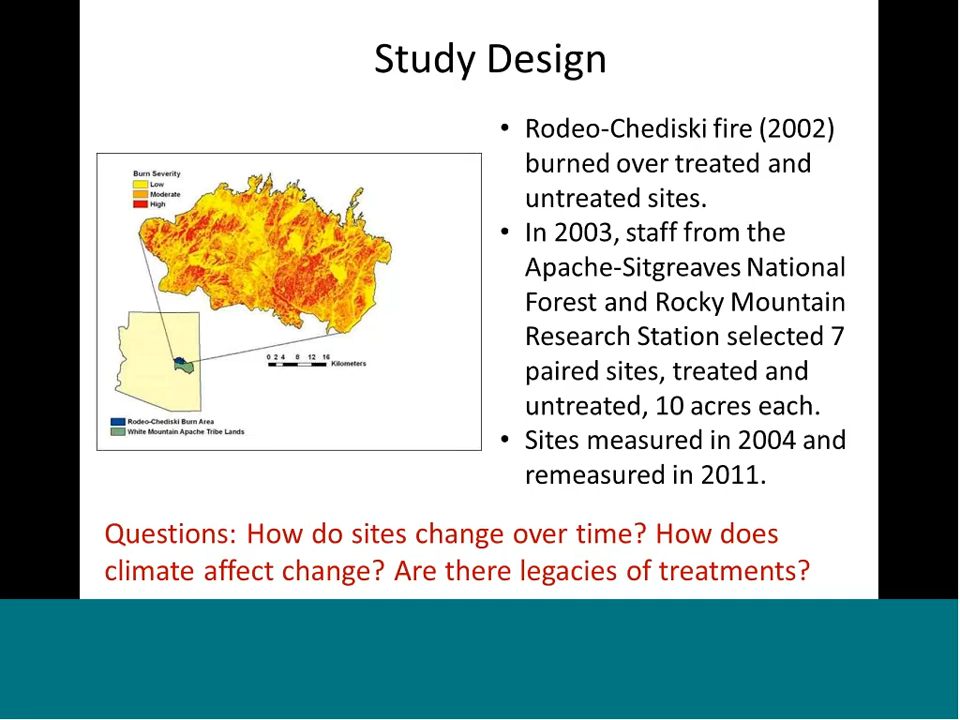 Study Design
Burn Severity
Low
Moderate
High
0 2 4 8 12 16
Kilometers
Rodeo-Chediski Burn Area
White Mountain Apache Tribe Lands
• Rodeo-Chediski fire (2002)
burned over treated and
untreated sites.
• In 2003, staff from the
Apache-Sitgreaves National
Forest and Rocky Mountain
Research Station selected 7
paired sites, treated and
untreated, 10 acres each.
• Sites measured in 2004 and
remeasured in 2011.
Questions: How do sites change over time? How does
climate affect change? Are there legacies of treatments?